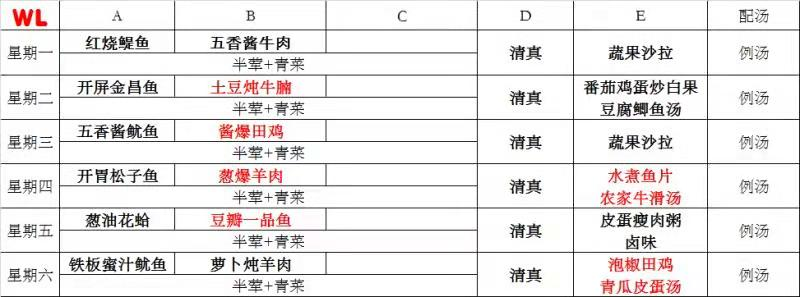 WL A B C D E 配汤
星期一 红烧鳀鱼 五香酱牛肉 清真 蔬果沙拉 例汤
半荤+青菜
星期二 开屏金昌鱼 土豆炖牛腩 清真 番茄鸡蛋炒白果 例汤
半荤+青菜 豆腐鲫鱼汤
星期三 五香酱鱿鱼 酱爆田鸡 清真 蔬果沙拉 例汤
半荤+青菜
星期四 开胃松子鱼 葱爆羊肉 清真 水煮鱼片 例汤
半荤+青菜 农家牛滑汤
星期五 葱油花蛤 豆瓣一品鱼 清真 皮蛋瘦肉粥 例汤
半荤+青菜 卤味
星期六 铁板蜜汁鱿鱼 萝卜炖羊肉 清真 泡椒田鸡 例汤
半荤+青菜 青瓜皮蛋汤